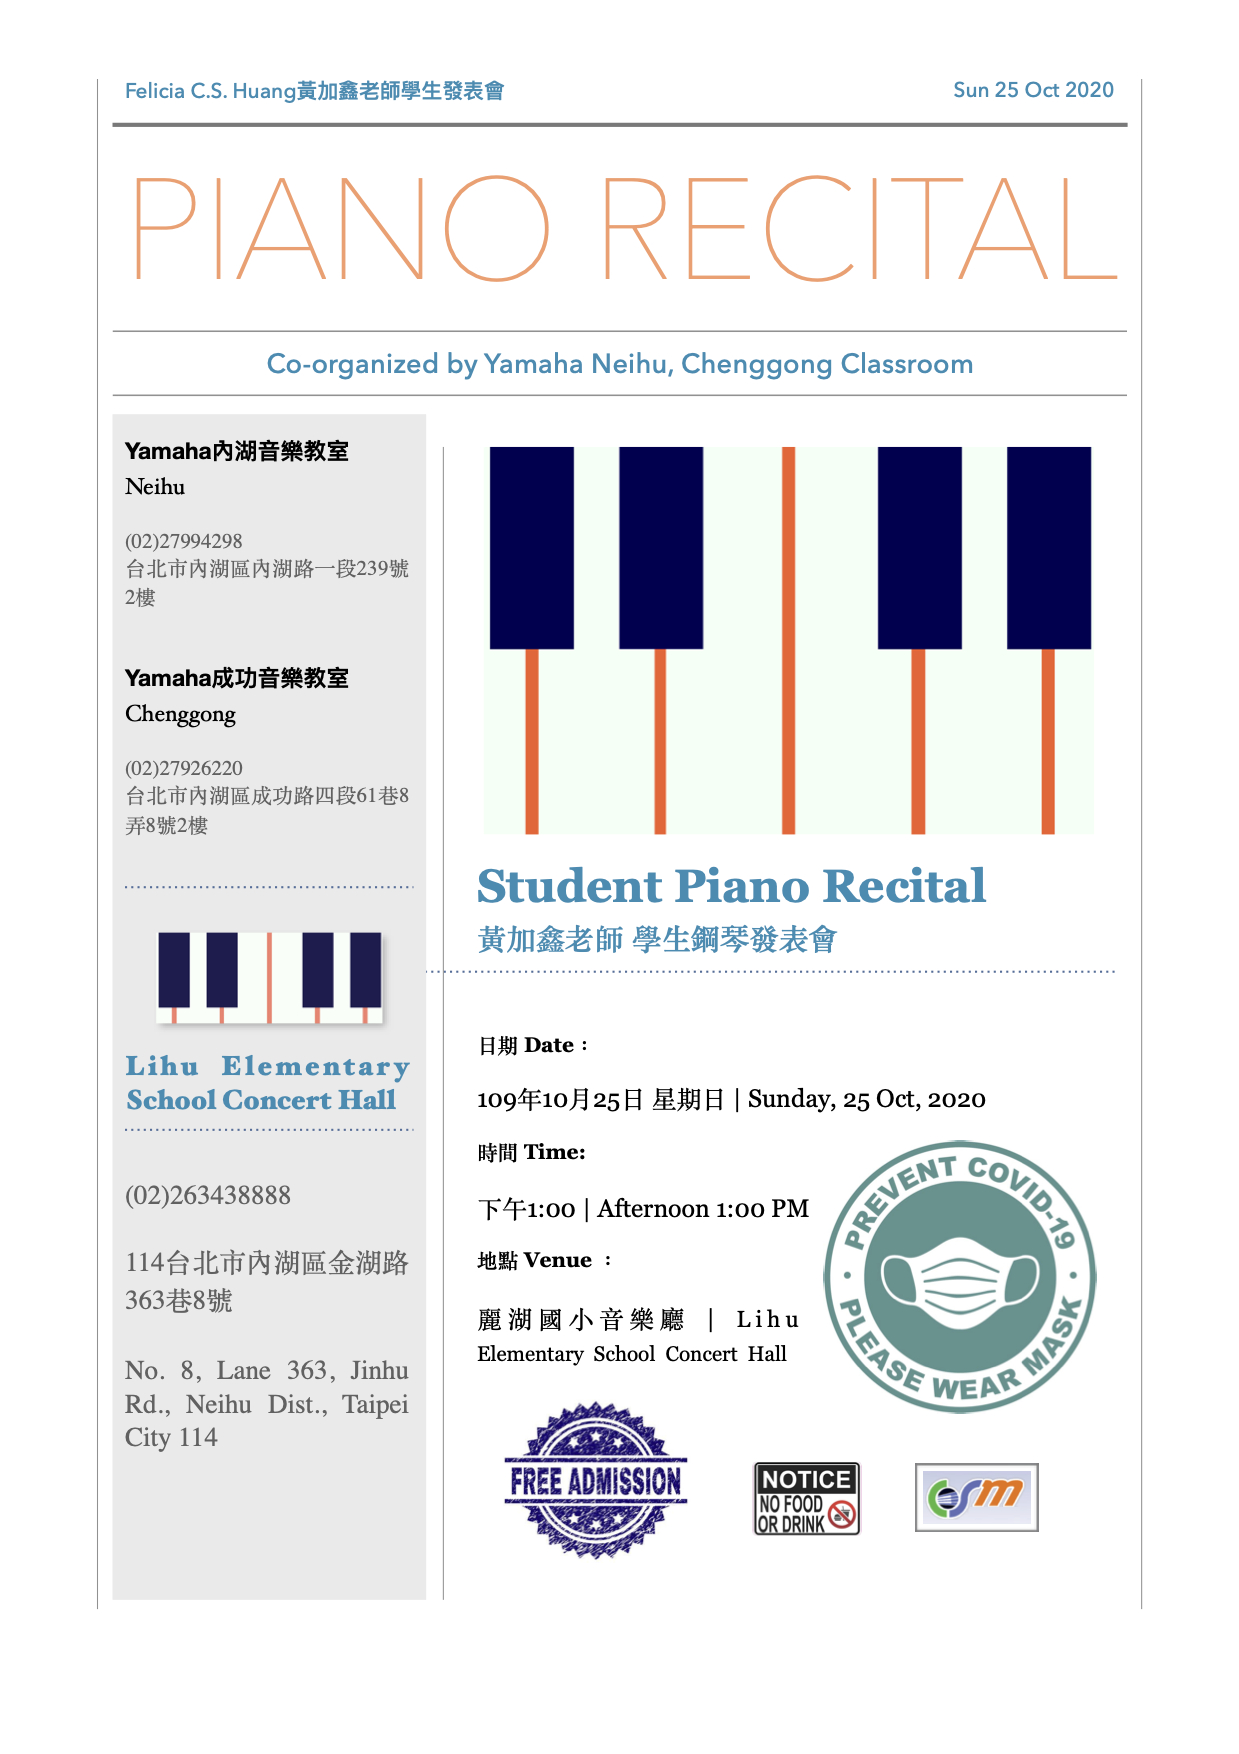 Felicia C.S. Huang黃加鑫老師學生發表會
Sun 25 Oct 2020
PIANO RECITAL
Co-organized by Yamaha Neihu, Chenggong Classroom
Yamaha內湖音樂教室
Neihu
(02)27994298
台北市內湖區內湖路一段239號
2樓
Yamaha成功音樂教室
Chenggong
(02)27926220
台北市內湖區成功路四段61巷8
弄8號2樓
Lihu Elementary
School Concert Hall
(02)263438888
114台北市內湖區金湖路
363巷8號
No. 8, Lane 363, Jinhu
Rd., Neihu Dist., Taipei
City 114
Student Piano Recital
黃加鑫老師 學生鋼琴發表會
日期 Date：
109年10月25日 星期日 | Sunday, 25 Oct, 2020
時間 Time:
下午1:00 | Afternoon 1:00 PM
地點 Venue ：
麗湖國小音樂廳 | Lihu
Elementary School Concert Hall
PREVENT COVID-19
PLEASE WEAR MASK
FREE ADMISSION
NOTICE
NO FOOD
OR DRINK
CSM